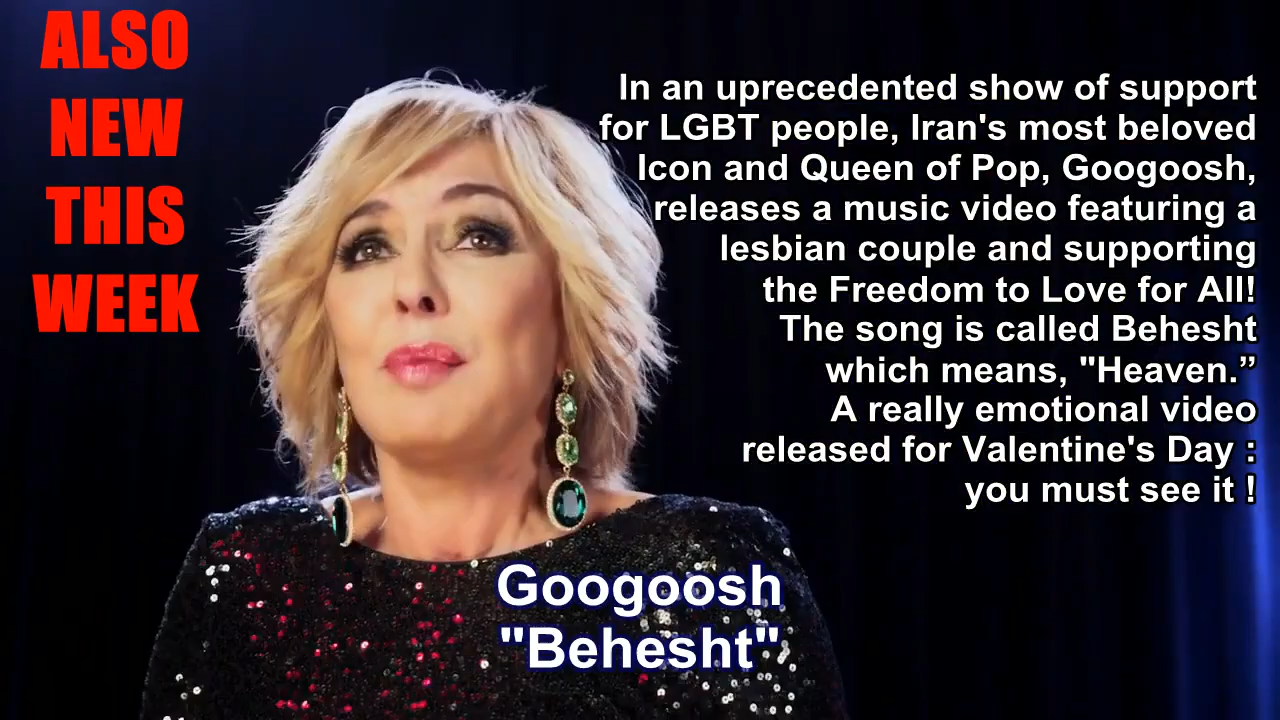 ALSO
NEW
THIS
WEEK
In an uprecedented show of support
for LGBT people, Iran's most beloved
Icon and Queen of Pop, Googoosh,
releases a music video featuring a
lesbian couple and supporting
the Freedom to Love for All!
The song is called Behesht
which means, "Heaven.”
A really emotional video
released for Valentine's Day :
you must see it !
Googoosh
"Behesht"